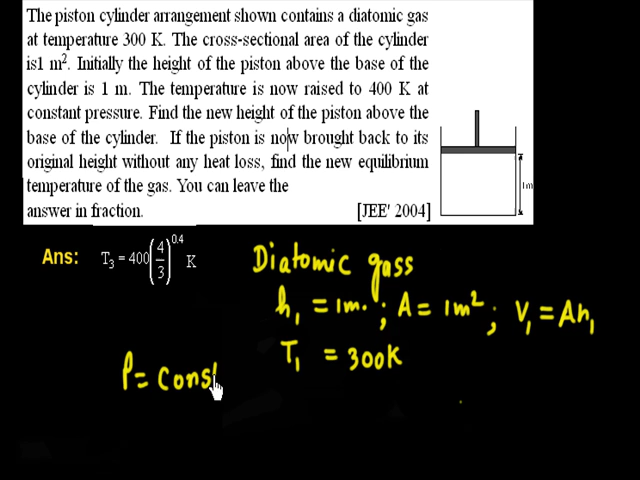 The piston cylinder arrangement shown contains a diatomic gas
at temperature 300 K. The cross-sectional area of the cylinder
is1 m². Initially the height of the piston above the base of the
cylinder is 1 m. The temperature is now raised to 400 K at
constant pressure. Find the new height of the piston above the
base of the cylinder. If the piston is now brought back to its
original height without any heat loss, find the new equilibrium
temperature of the gas. You can leave the
answer in fraction. [JEE' 2004]
1m
Ans: T₃ = 400(4/3)^0.4 K
Diatomic gass
h₁ = 1m. ; A = 1m² ; V₁ = Ah₁
T₁ = 300K
P = Const